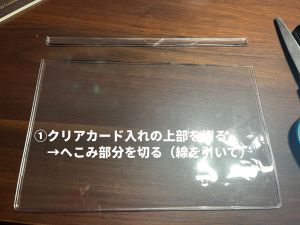 ①クリアカード入れの上部を切る
→へこみ部分を切る（線を引いて）